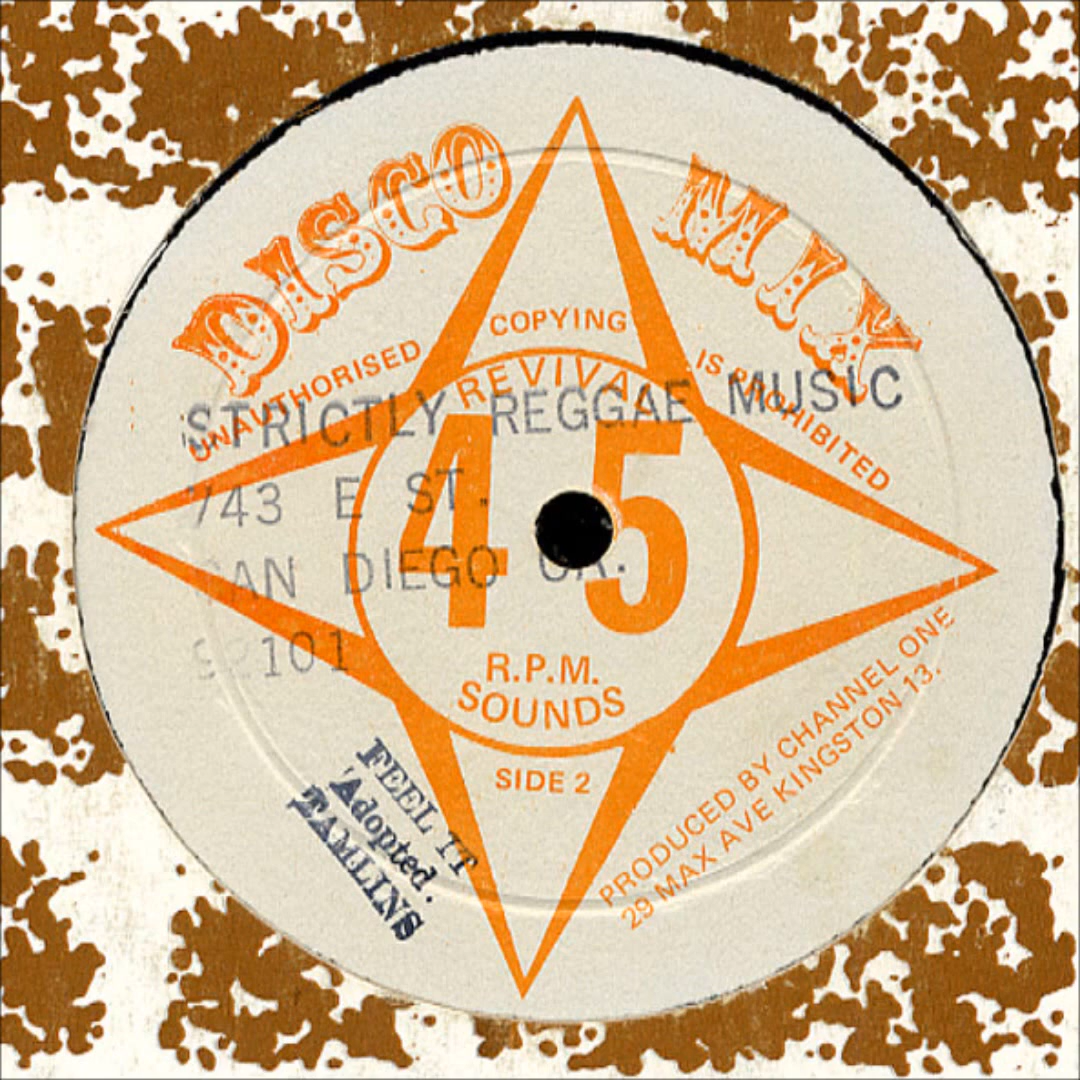 DISCO MIX
UNAUTHORISED COPYING IS PROHIBITED
REVIVAL
45
R.P.M.
SOUNDS
SIDE 2
STRICTLY REGGAE MUSIC
743 E ST.
SAN DIEGO CA.
92101
FEEL IT
'Adopted.
TAMLINS
PRODUCED BY CHANNEL ONE
29 MAX AVE KINGSTON 13.